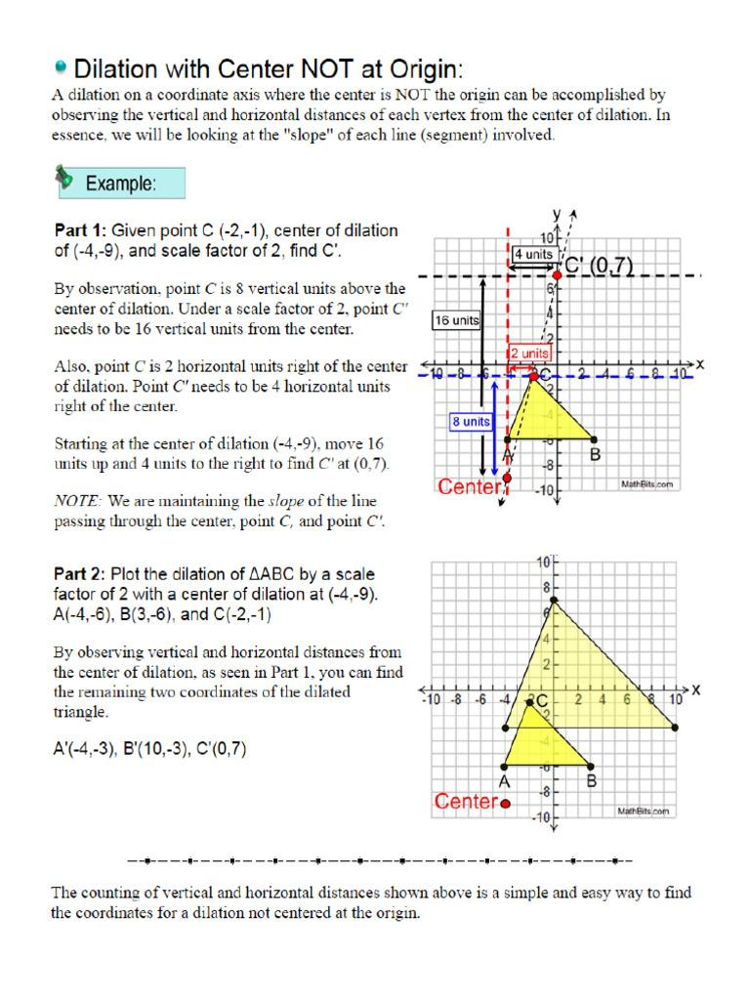 Dilation with Center NOT at Origin:
A dilation on a coordinate axis where the center is NOT the origin can be accomplished by
observing the vertical and horizontal distances of each vertex from the center of dilation. In
essence, we will be looking at the "slope" of each line (segment) involved.
Example:
Part 1: Given point C (-2,-1), center of dilation
of (-4,-9), and scale factor of 2, find C'.
By observation, point C is 8 vertical units above the
center of dilation. Under a scale factor of 2, point C'
needs to be 16 vertical units from the center.
Also, point C is 2 horizontal units right of the center
of dilation. Point C' needs to be 4 horizontal units
right of the center.
Starting at the center of dilation (-4,-9), move 16
units up and 4 units to the right to find C' at (0,7).
NOTE: We are maintaining the slope of the line
passing through the center, point C, and point C'.
y
10
4 units
C' (0,7)
6
16 units
4
2
2 units
x
-10 -8 -6 -2 C 2 4 6 8 10
-2
-4
8 units
-6
A B
-8
Center
-10
MathBits.com
Part 2: Plot the dilation of ΔABC by a scale
factor of 2 with a center of dilation at (-4,-9).
A(-4,-6), B(3,-6), and C(-2,-1)
By observing vertical and horizontal distances from
the center of dilation, as seen in Part 1, you can find
the remaining two coordinates of the dilated
triangle.
A'(-4,-3), B'(10,-3), C'(0,7)
10
8
6
4
2
x
-10 -8 -6 -4 C 2 4 6 8 10
-2
-4
-6
A B
-8
Center
-10
MathBits.com
The counting of vertical and horizontal distances shown above is a simple and easy way to find
the coordinates for a dilation not centered at the origin.